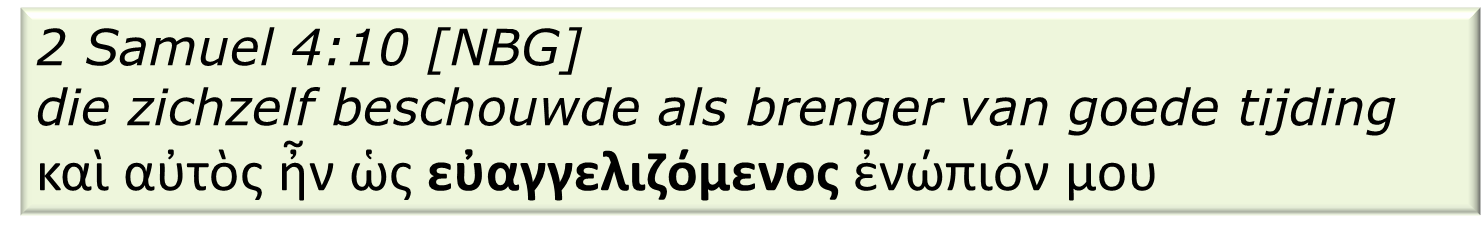 2 Samuel 4:10 [NBG]
die zichzelf beschouwde als brenger van goede tijding
καὶ αὐτὸς ἦν ὡς εὐαγγελιζόμενος ἐνώπιόν μου